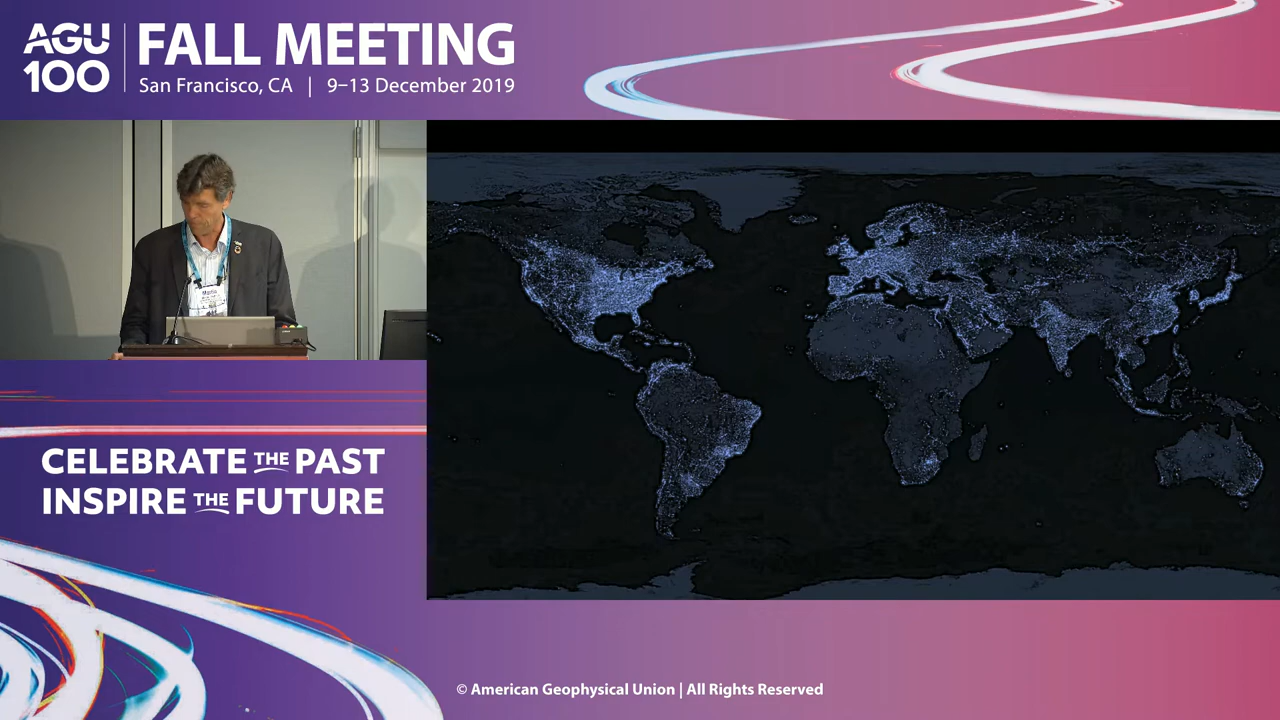 AGU
100
FALL MEETING
San Francisco, CA | 9–13 December 2019
CELEBRATE THE PAST
INSPIRE THE FUTURE
© American Geophysical Union | All Rights Reserved